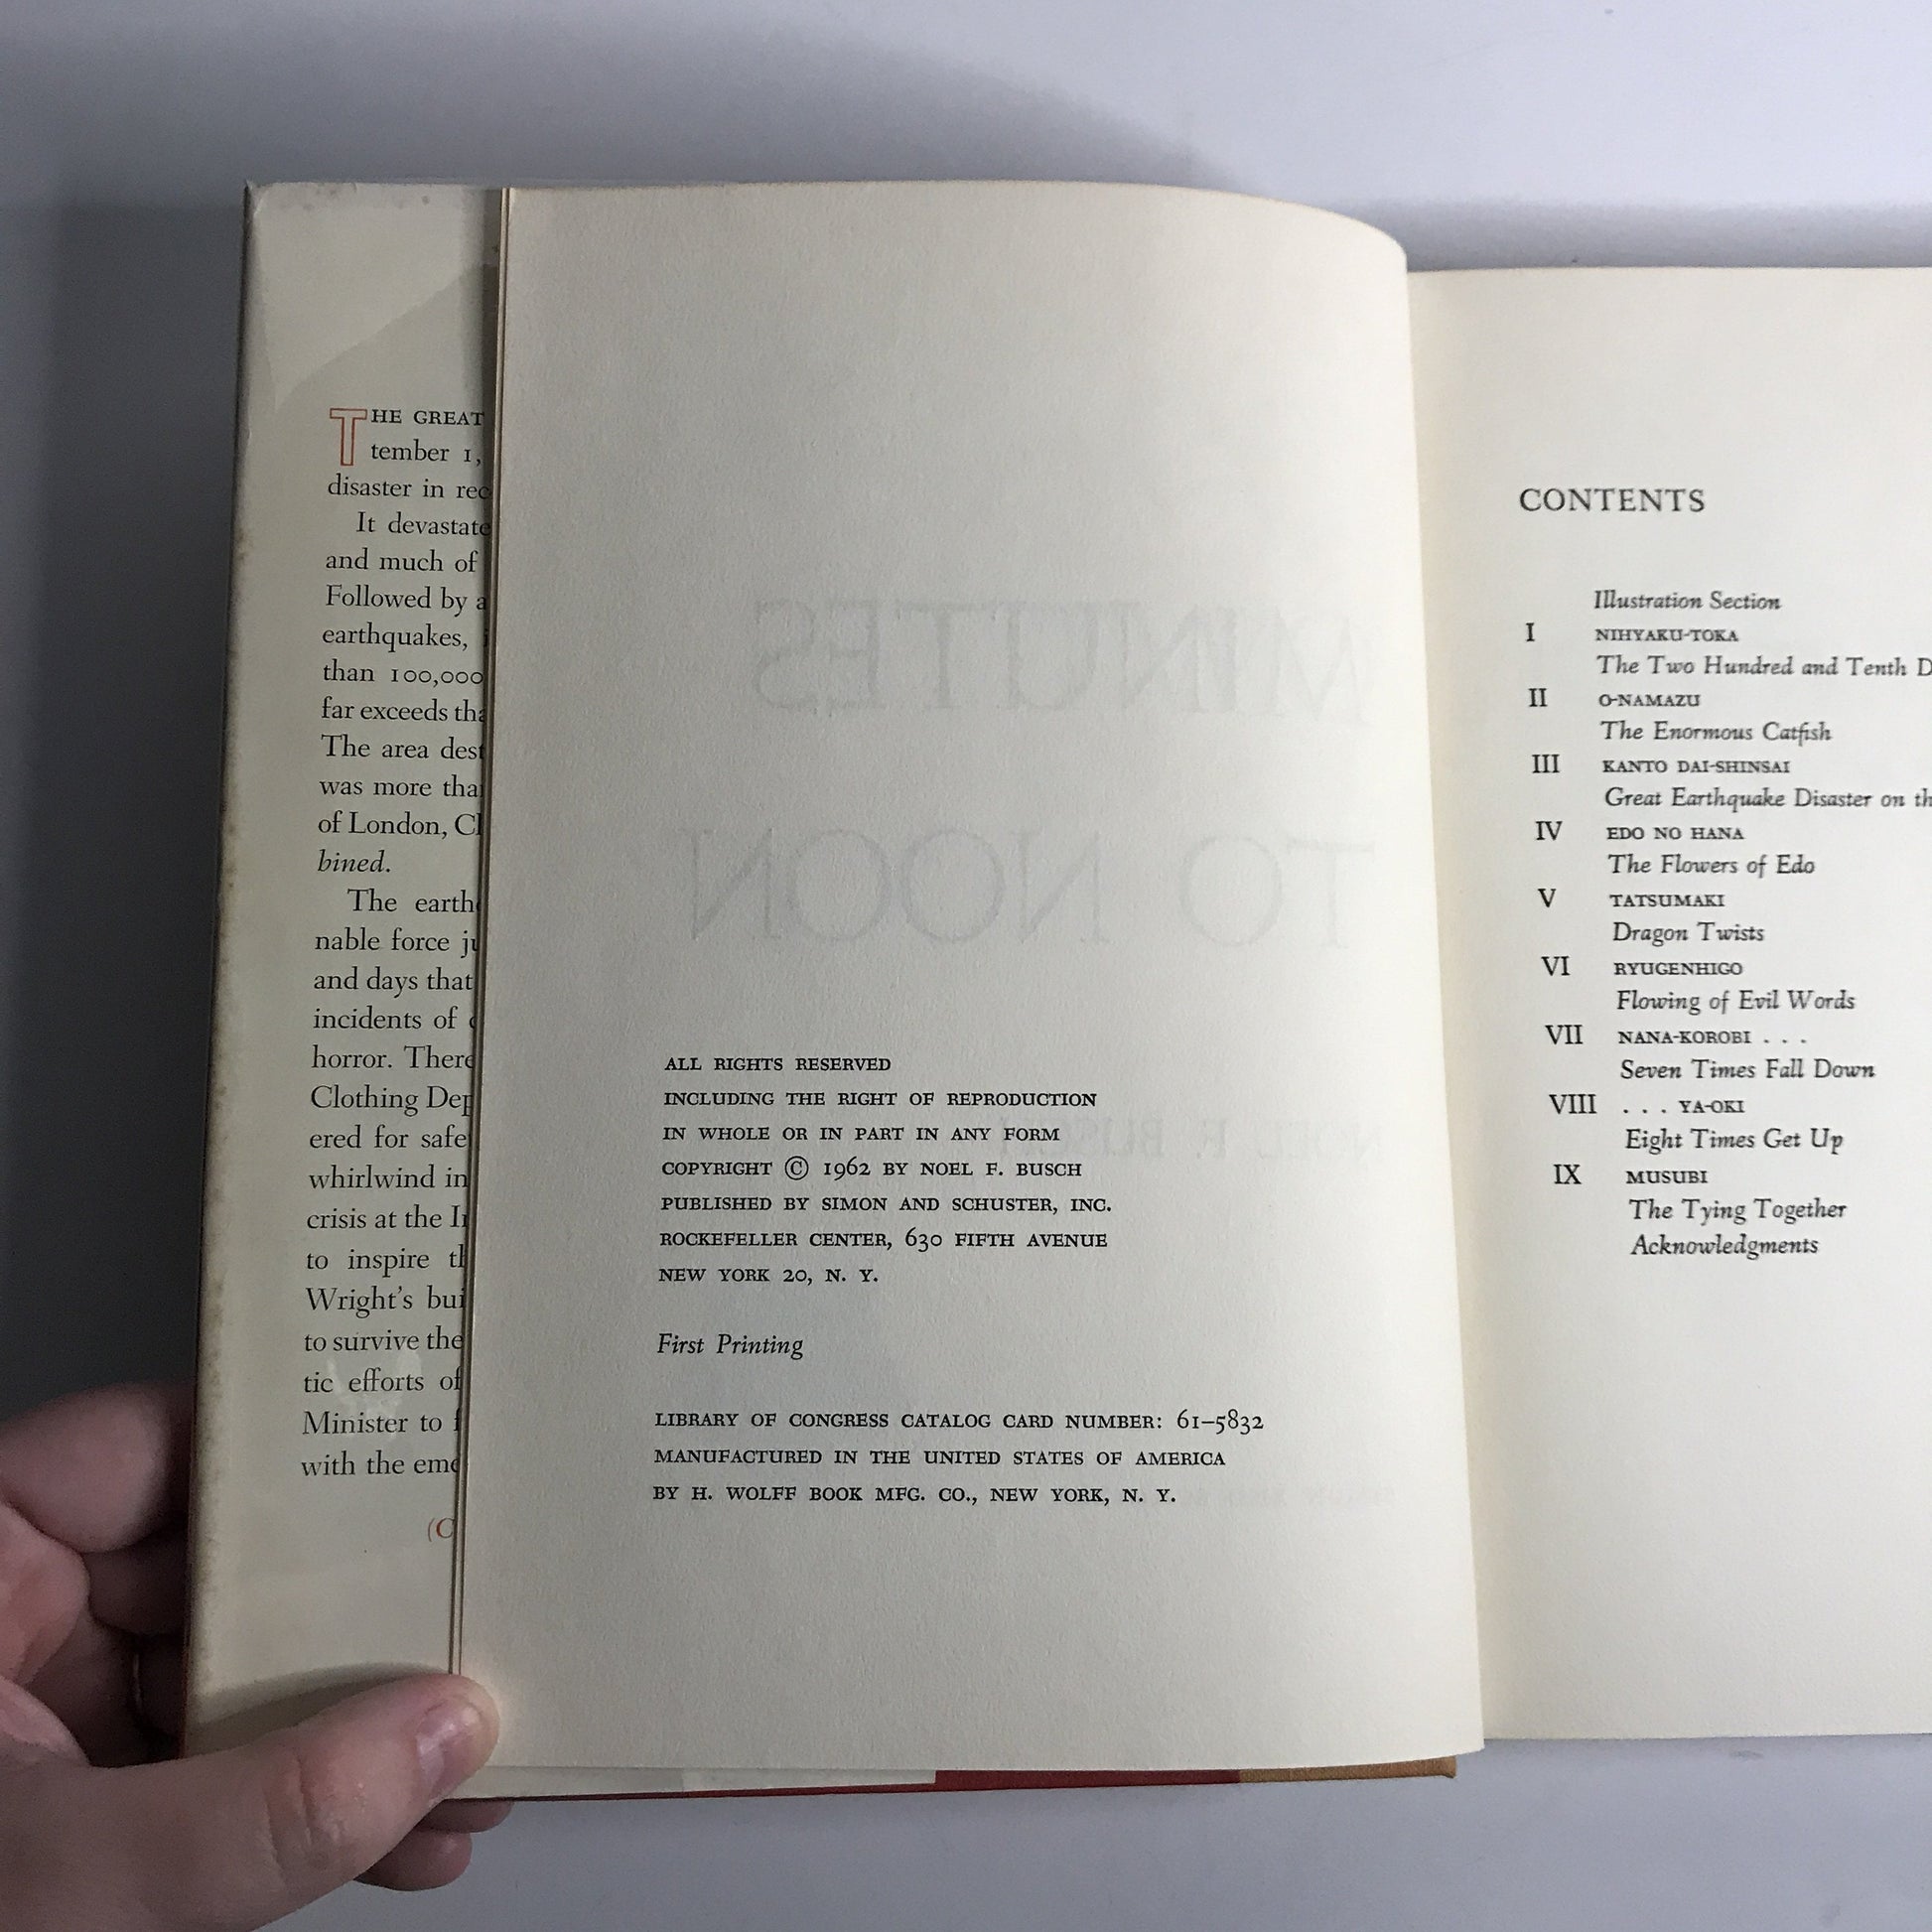 THE GREAT
tember 1,
disaster in rec
It devastate
and much of
Followed by a
earthquakes,
than 100,000
far exceeds tha
The area dest
was more tha
of London, Cl
bined.
The earth
nable force ju
and days that
incidents of
horror. There
Clothing Dep
ered for safe
whirlwind in
crisis at the I
to inspire t
Wright's bui
to survive the
tic efforts of
Minister to
with the eme
(C
MINUTES
TO NOON
NOEL F. BUSCH
ALL RIGHTS RESERVED
INCLUDING THE RIGHT OF REPRODUCTION
IN WHOLE OR IN PART IN ANY FORM
COPYRIGHT © 1962 BY NOEL F. BUSCH
PUBLISHED BY SIMON AND SCHUSTER, INC.
ROCKEFELLER CENTER, 630 FIFTH AVENUE
NEW YORK 20, N. Y.
First Printing
LIBRARY OF CONGRESS CATALOG CARD NUMBER: 61–5832
MANUFACTURED IN THE UNITED STATES OF AMERICA
BY H. WOLFF BOOK MFG. CO., NEW YORK, N. Y.
CONTENTS
Illustration Section
I NIHYAKU-TOKA
The Two Hundred and Tenth D
II O-NAMAZU
The Enormous Catfish
III KANTO DAI-SHINSAI
Great Earthquake Disaster on th
IV EDO NO HANA
The Flowers of Edo
V TATSUMAKI
Dragon Twists
VI RYUGENHIGO
Flowing of Evil Words
VII NANA-KOROBI . . .
Seven Times Fall Down
VIII . . . YA-OKI
Eight Times Get Up
IX MUSUBI
The Tying Together
Acknowledgments